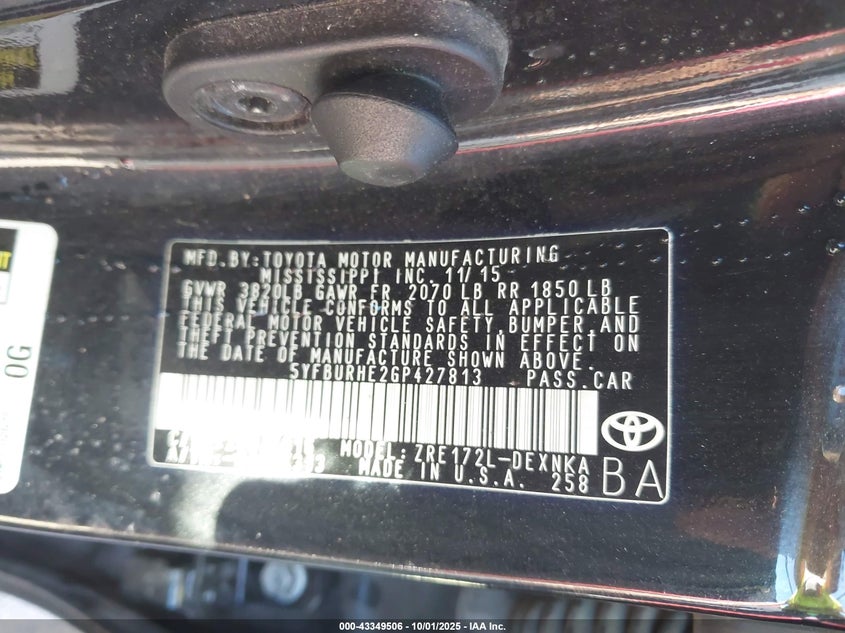 MFD.BY:TOYOTA MOTOR MANUFACTURING
MISSISSIPPI INC. 11/15
GVWR 3820LB GAWR FR 2070 LB RR 1850 LB
THIS VEHICLE CONFORMS TO ALL APPLICABLE
FEDERAL MOTOR VEHICLE SAFETY,BUMPER,AND
THEFT PREVENTION STANDARDS IN EFFECT ON
THE DATE OF MANUFACTURE SHOWN ABOVE.
5YFBURHE2GP427813 PASS.CAR
MODEL:ZRE172L-DEXNKA
MADE IN U.S.A. 258
BA
0G
000-43349506 - 10/01/2025 - IAA Inc.